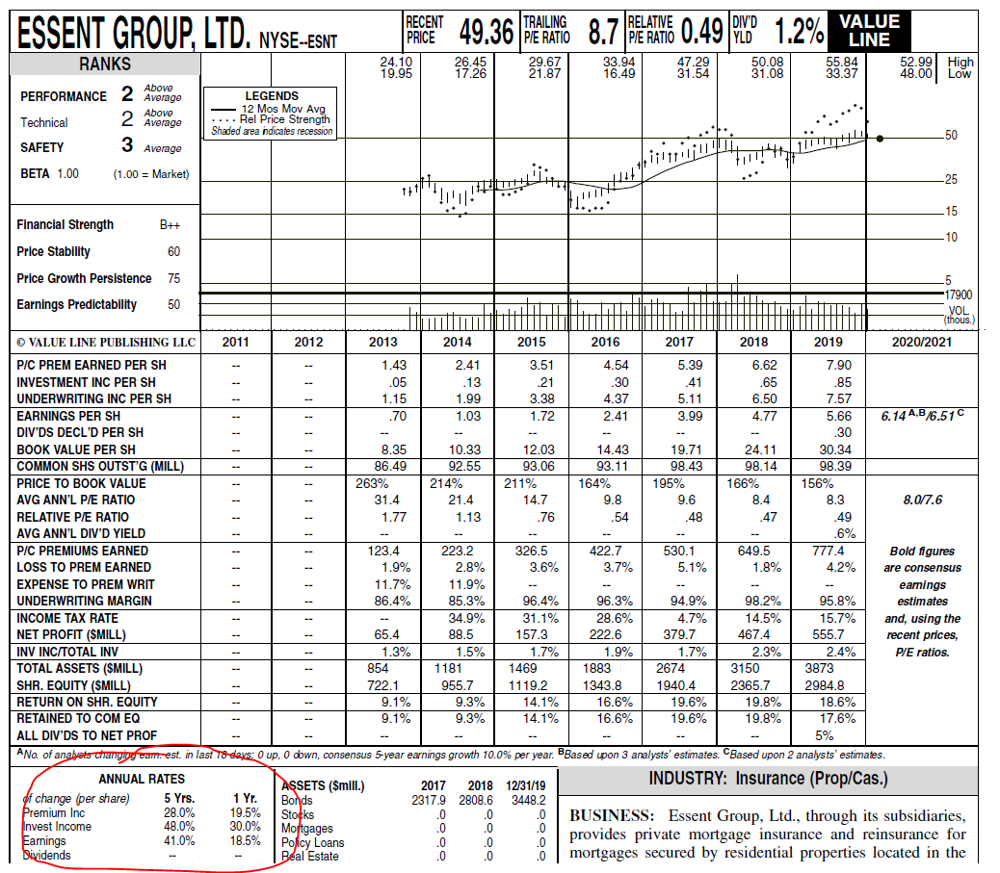 ESSENT GROUP, LTD. NYSE--ESNT RECENT PRICE 49.36 TRAILING P/E RATIO 8.7 RELATIVE P/E RATIO 0.49 DIV'D YLD 1.2% VALUE LINE
RANKS
24.10 26.45 29.67 33.94 47.29 50.08 55.84 52.99 High
19.95 17.26 21.87 16.49 31.54 31.08 33.37 48.00 Low
PERFORMANCE 2 Above Average
Technical 2 Above Average
SAFETY 3 Average
BETA 1.00 (1.00 = Market)
LEGENDS
12 Mos Mov Avg
Rel Price Strength
Shaded area indicates recession
50
25
15
10
5
17900
VOL.
(thous.)
Financial Strength B++
Price Stability 60
Price Growth Persistence 75
Earnings Predictability 50
© VALUE LINE PUBLISHING LLC 2011 2012 2013 2014 2015 2016 2017 2018 2019 2020/2021
P/C PREM EARNED PER SH -- -- 1.43 2.41 3.51 4.54 5.39 6.62 7.90
INVESTMENT INC PER SH -- -- .05 .13 .21 .30 .41 .65 .85
UNDERWRITING INC PER SH -- -- 1.15 1.99 3.38 4.37 5.11 6.50 7.57
EARNINGS PER SH -- -- .70 1.03 1.72 2.41 3.99 4.77 5.66 6.14 A,B/6.51 C
DIV'DS DECL'D PER SH -- -- -- -- -- -- -- -- .30
BOOK VALUE PER SH -- -- 8.35 10.33 12.03 14.43 19.71 24.11 30.34
COMMON SHS OUTST'G (MILL) -- -- 86.49 92.55 93.06 93.11 98.43 98.14 98.39
PRICE TO BOOK VALUE -- -- 263% 214% 211% 164% 195% 166% 156%
AVG ANN'L P/E RATIO -- -- 31.4 21.4 14.7 9.8 9.6 8.4 8.3 8.0/7.6
RELATIVE P/E RATIO -- -- 1.77 1.13 .76 .54 .48 .47 .49
AVG ANN'L DIV'D YIELD -- -- -- -- -- -- -- -- .6%
P/C PREMIUMS EARNED -- -- 123.4 223.2 326.5 422.7 530.1 649.5 777.4 Bold figures
LOSS TO PREM EARNED -- -- 1.9% 2.8% 3.6% 3.7% 5.1% 1.8% 4.2% are consensus
EXPENSE TO PREM WRIT -- -- 11.7% 11.9% -- -- -- -- -- earnings
UNDERWRITING MARGIN -- -- 86.4% 85.3% 96.4% 96.3% 94.9% 98.2% 95.8% estimates
INCOME TAX RATE -- -- -- 34.9% 31.1% 28.6% 4.7% 14.5% 15.7% and, using the
NET PROFIT ($MILL) -- -- 65.4 88.5 157.3 222.6 379.7 467.4 555.7 recent prices,
INV INC/TOTAL INV -- -- 1.3% 1.5% 1.7% 1.9% 1.7% 2.3% 2.4% P/E ratios.
TOTAL ASSETS ($MILL) -- -- 854 1181 1469 1883 2674 3150 3873
SHR. EQUITY ($MILL) -- -- 722.1 955.7 1119.2 1343.8 1940.4 2365.7 2984.8
RETURN ON SHR. EQUITY -- -- 9.1% 9.3% 14.1% 16.6% 19.6% 19.8% 18.6%
RETAINED TO COM EQ -- -- 9.1% 9.3% 14.1% 16.6% 19.6% 19.8% 17.6%
ALL DIV'DS TO NET PROF -- -- -- -- -- -- -- -- 5%
A No. of analysts changing earn. est. in last 18 days: 0 up, 0 down, consensus 5-year earnings growth 10.0% per year. B Based upon 3 analysts' estimates. C Based upon 2 analysts' estimates.
ANNUAL RATES
of change (per share) 5 Yrs. 1 Yr.
Premium Inc 28.0% 19.5%
Invest Income 48.0% 30.0%
Earnings 41.0% 18.5%
Dividends -- --
ASSETS ($mill.) 2017 2018 12/31/19
Bonds 2317.9 2808.6 3448.2
Stocks .0 .0 .0
Mortgages .0 .0 .0
Policy Loans .0 .0 .0
Real Estate .0 .0 .0
INDUSTRY: Insurance (Prop/Cas.)
BUSINESS: Essent Group, Ltd., through its subsidiaries,
provides private mortgage insurance and reinsurance for
mortgages secured by residential properties located in the